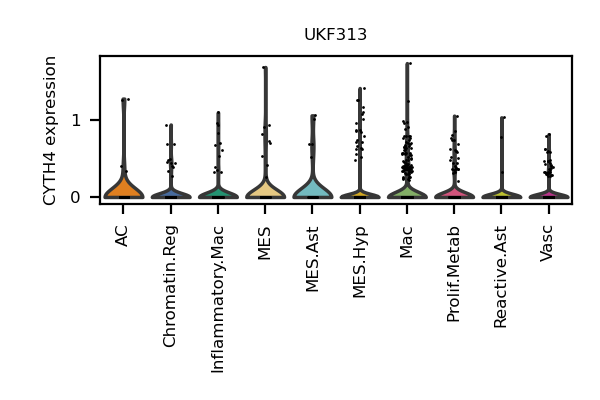 UKF313
CYTH4 expression
1
0
AC
Chromatin.Reg
Inflammatory.Mac
MES
MES.Ast
MES.Hyp
Mac
Prolif.Metab
Reactive.Ast
Vasc